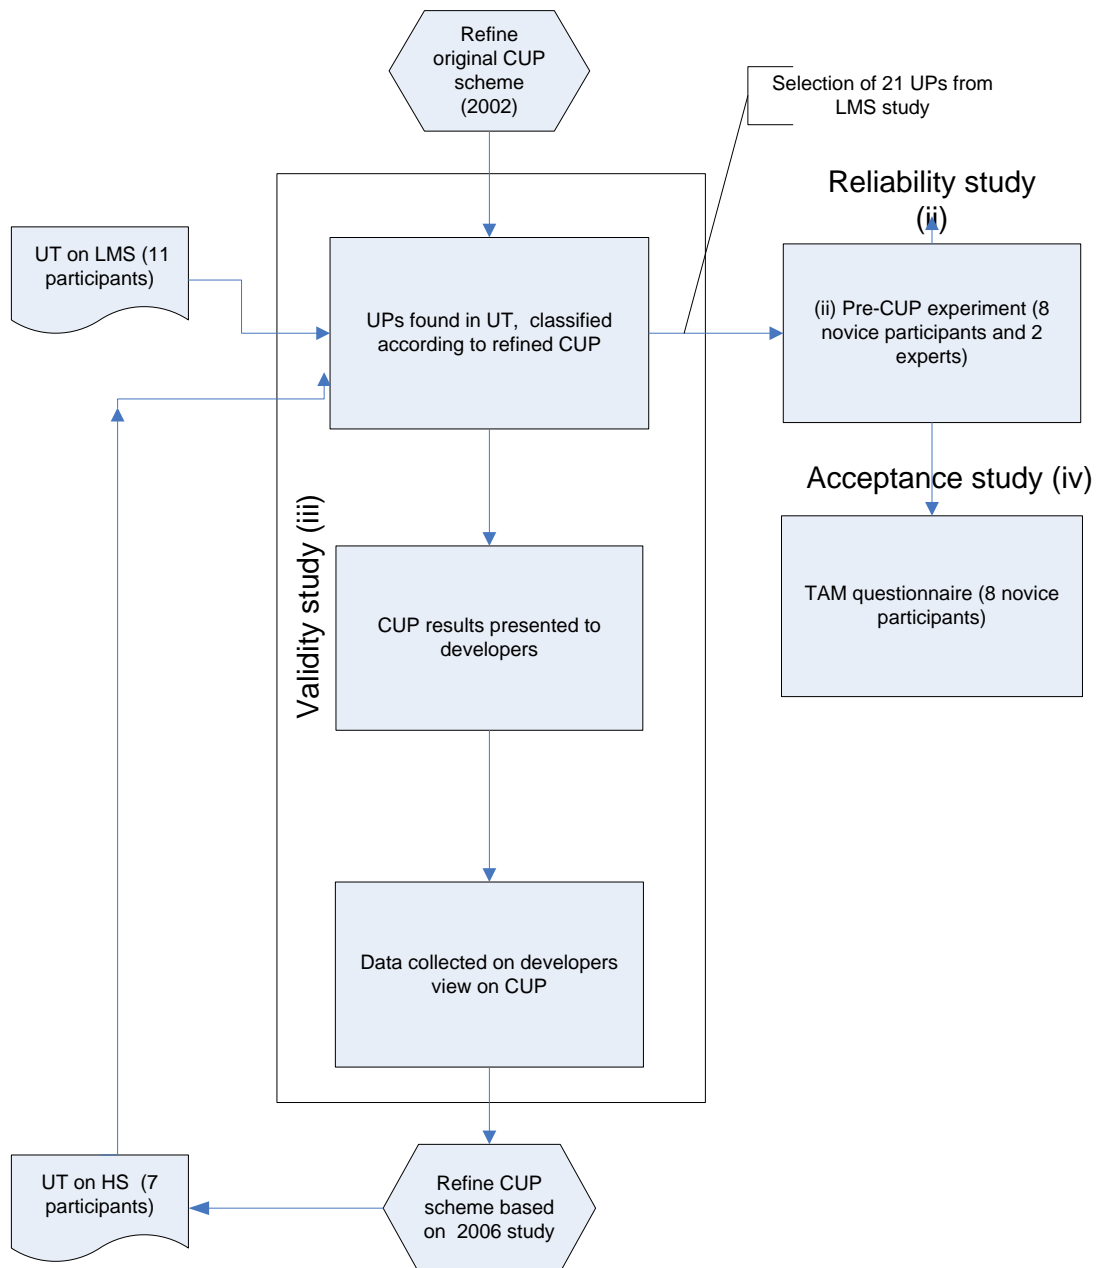 Refine
original CUP
scheme
(2002)
Selection of 21 UPs from
LMS study
Reliability study
(ii)
UT on LMS (11
participants)
UPs found in UT,  classified
according to refined CUP
(ii) Pre-CUP experiment (8
novice participants and 2
experts)
Acceptance study (iv)
Validity study (iii)
CUP results presented to
developers
TAM questionnaire (8 novice
participants)
Data collected on developers
view on CUP
UT on HS  (7
participants)
Refine CUP
scheme based
on  2006 study